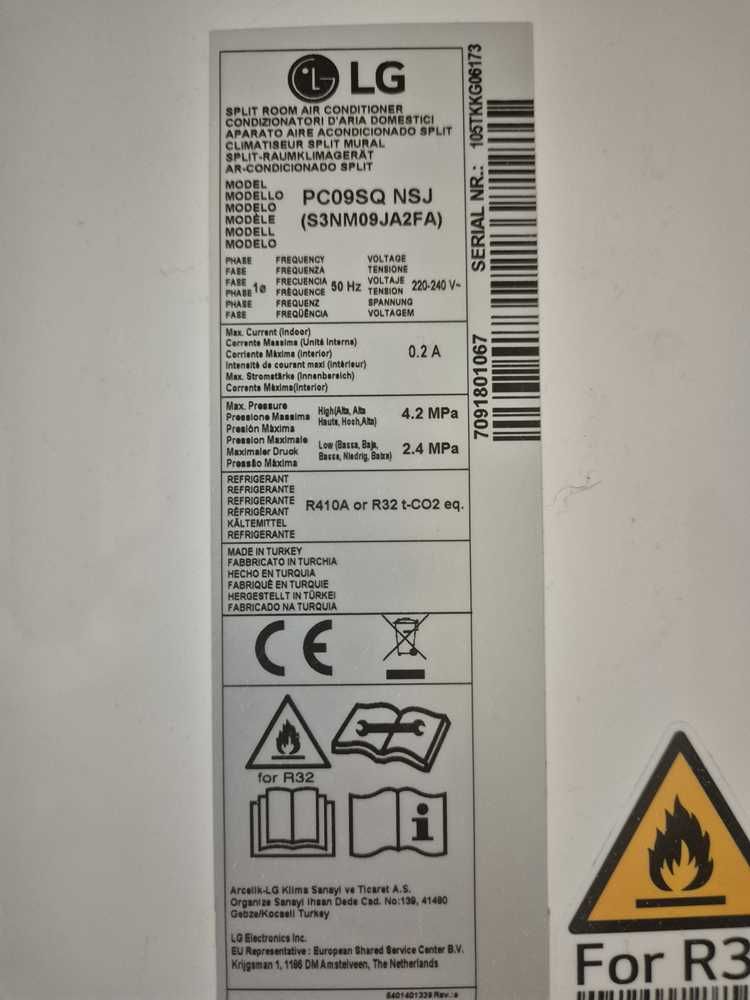 LG
SPLIT ROOM AIR CONDITIONER
CONDIZIONATORI D'ARIA DOMESTICI
APARATO AIRE ACONDICIONADO SPLIT
CLIMATISEUR SPLIT MURAL
SPLIT-RAUMKLIMAGERÄT
AR-CONDICIONADO SPLIT
MODEL
MODELLO
MODELO
MODÈLE
MODELL
MODELO
PC09SQ NSJ
(S3NM09JA2FA)
PHASE
FASE
FASE
PHASE
PHASE
FASE
1ø
FREQUENCY
FREQUENZA
FRECUENCIA
FRÉQUENCE
FREQUENZ
FREQÜÊNCIA
50 Hz
VOLTAGE
TENSIONE
VOLTAJE
TENSION
SPANNUNG
VOLTAGEM
220-240 V~
Max. Current (Indoor)
Corrente Massima (Unità Interna)
Corriente Máxima (Interior)
Intensité de courant maxi (Intérieur)
Max. Stromstärke (Innenbereich)
Corrente Máxima(Interior)
0.2 A
Max. Pressure
Pressione Massima
Presión Máxima
Pression Maximale
Maximaler Druck
Pressão Máxima
High(Alta, Alta
Haute, Hoch,Alta)
4.2 MPa
Low (Bassa, Baja,
Basse, Niedrig, Baixa)
2.4 MPa
REFRIGERANT
REFRIGERANTE
REFRIGERANTE
RÉFRIGÉRANT
KÄLTEMITTEL
REFRIGERANTE
R410A or R32 t-CO2 eq.
MADE IN TURKEY
FABBRICATO IN TURCHIA
HECHO EN TURQUIA
FABRIQUÉ EN TURQUIE
HERGESTELLT IN TÜRKEI
FABRICADO NA TURQUIA
CE
for R32
i
Arcelik-LG Klima Sanayi ve Ticaret A.S.
Organize Sanayi Ihsan Dede Cad. No:139, 41480
Gebze/Kocaeli Turkey
LG Electronics Inc.
EU Representative : European Shared Service Center B.V.
Krijgsman 1, 1186 DM Amstelveen, The Netherlands
5401401339 Rev.:s
SERIAL NR.: 105TKKG06173
7091801067
For R3